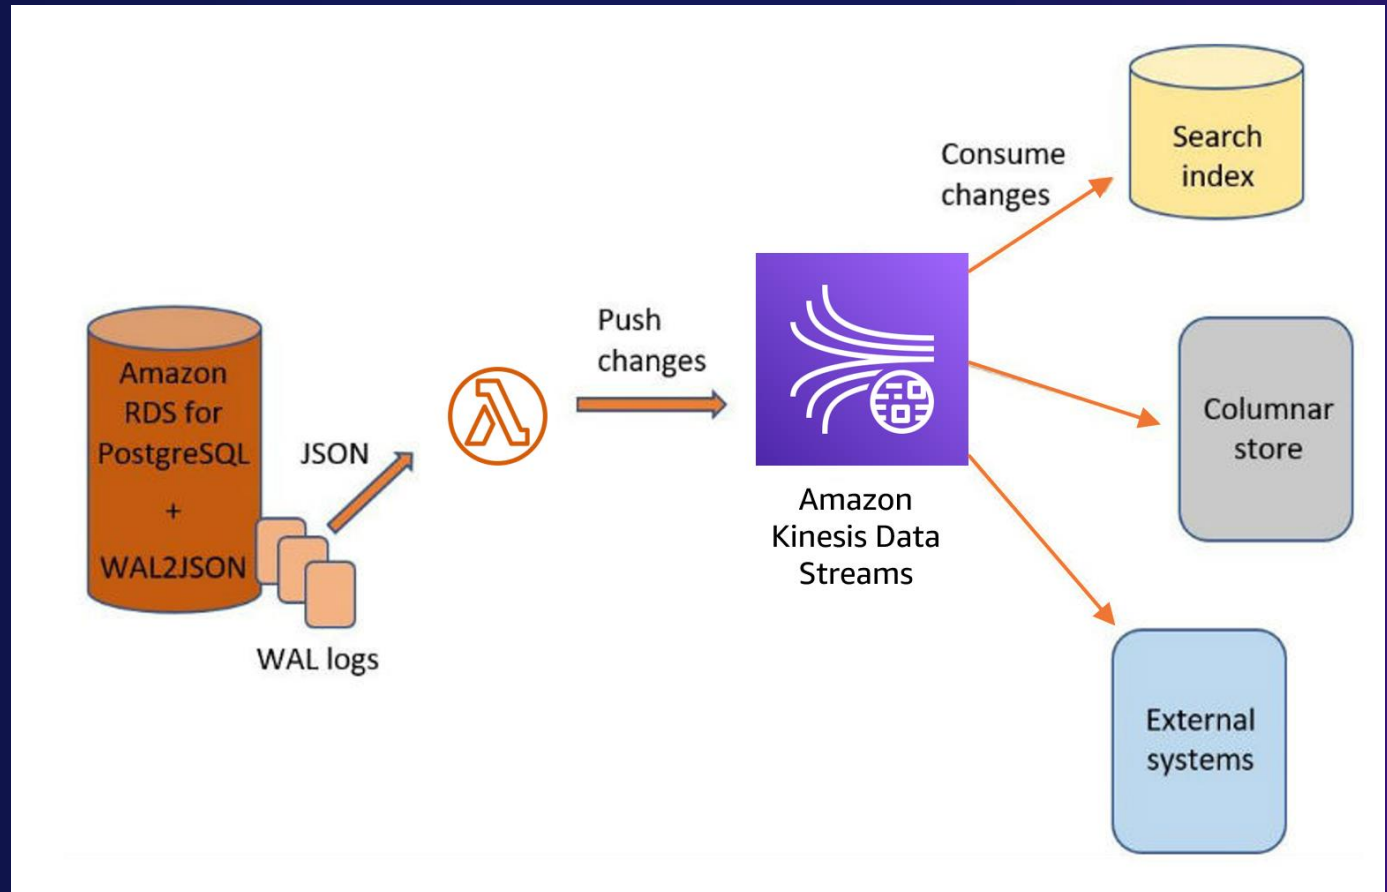 Amazon
RDS for
PostgreSQL
+
WAL2JSON
WAL logs
JSON
Push
changes
Amazon
Kinesis Data
Streams
Consume
changes
Search
index
Columnar
store
External
systems